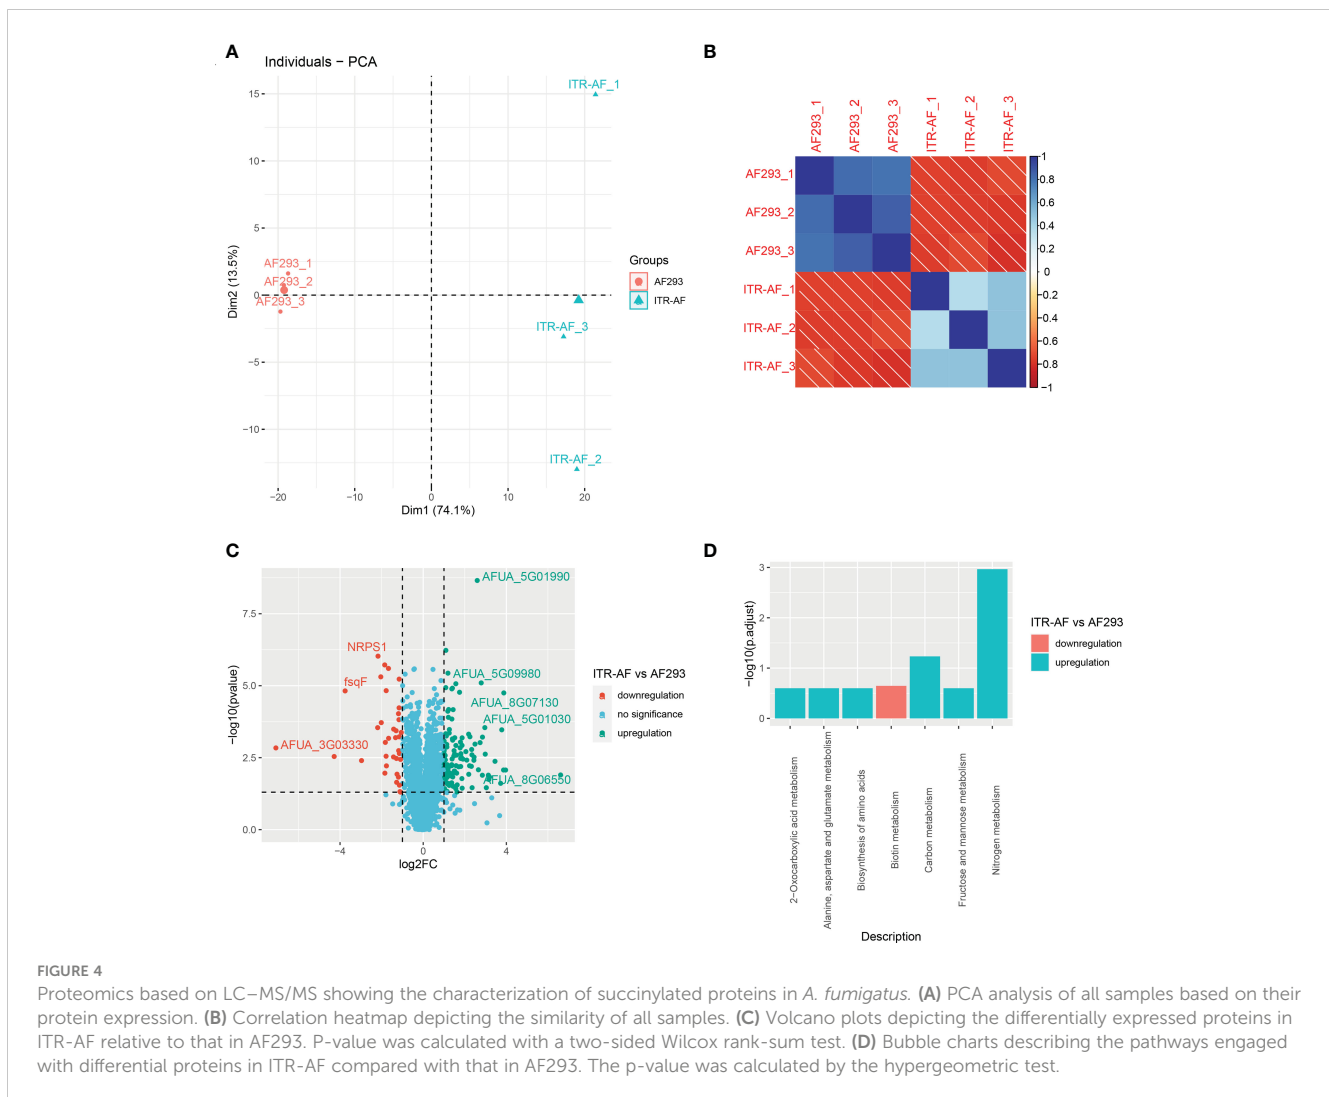 A
Individuals − PCA
ITR-AF_1
15
10
5
0
−5
−10
AF293_1
AF293_2
AF293_3
ITR-AF_3
ITR-AF_2
Dim2 (13.5%)
−20
−10
0
10
20
Dim1 (74.1%)
Groups
AF293
ITR-AF
B
AF293_1
AF293_2
AF293_3
ITR-AF_1
ITR-AF_2
ITR-AF_3
AF293_1
AF293_2
AF293_3
ITR-AF_1
ITR-AF_2
ITR-AF_3
1
0.8
0.6
0.4
0.2
0
−0.2
−0.4
−0.6
−0.8
−1
C
AFUA_5G01990
NRPS1
AFUA_5G09980
fsqF
AFUA_8G07130
AFUA_5G01030
AFUA_3G03330
AFUA_8G06550
7.5
5.0
2.5
0.0
−log10(pvalue)
−4
0
4
log2FC
ITR-AF vs AF293
downregulation
no significance
upregulation
D
3
2
1
0
−log10(p.adjust)
2−Oxocarboxylic acid metabolism
Alanine, aspartate and glutamate metabolism
Biosynthesis of amino acids
Biotin metabolism
Carbon metabolism
Fructose and mannose metabolism
Nitrogen metabolism
Description
ITR-AF vs AF293
downregulation
upregulation
FIGURE 4
Proteomics based on LC–MS/MS showing the characterization of succinylated proteins in A. fumigatus. (A) PCA analysis of all samples based on their
protein expression. (B) Correlation heatmap depicting the similarity of all samples. (C) Volcano plots depicting the differentially expressed proteins in
ITR-AF relative to that in AF293. P-value was calculated with a two-sided Wilcox rank-sum test. (D) Bubble charts describing the pathways engaged
with differential proteins in ITR-AF compared with that in AF293. The p-value was calculated by the hypergeometric test.